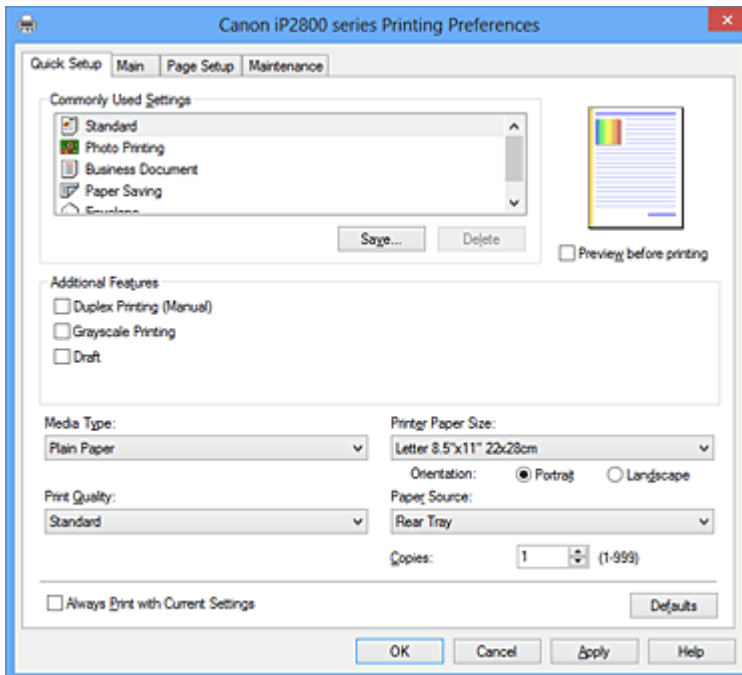 Canon iP2800 series Printing Preferences
Quick Setup Main Page Setup Maintenance
Commonly Used Settings
Standard
Photo Printing
Business Document
Paper Saving
Envelope
Save... Delete
Preview before printing
Additional Features
Duplex Printing (Manual)
Grayscale Printing
Draft
Media Type: Printer Paper Size:
Plain Paper Letter 8.5"x11" 22x28cm
Orientation: Portrait Landscape
Print Quality: Paper Source:
Standard Rear Tray
Copies: 1 (1-999)
Always Print with Current Settings Defaults
OK Cancel Apply Help